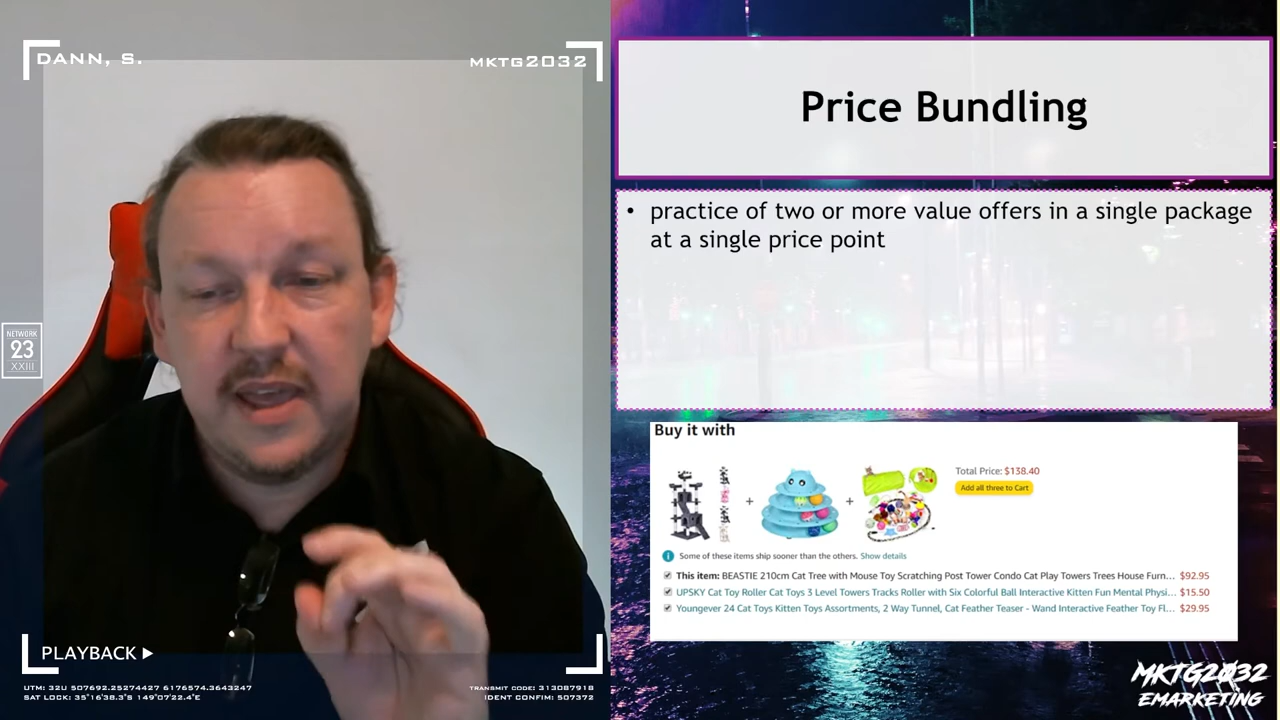 DANN, S.
MKTG2032
NETWORK
23
XXIII
PLAYBACK
UTM: 32U 507692.25274427 6176574.3643247
SAT LOCK: 35°16'38.3"S 149°07'22.4"E
TRANSMIT CODE: 313087918
IDENT CONFIM: 507372
Price Bundling
• practice of two or more value offers in a single package
at a single price point
Buy it with
+ +
Total Price: $138.40
Add all three to Cart
i Some of these items ship sooner than the others. Show details
This item: BEASTIE 210cm Cat Tree with Mouse Toy Scratching Post Tower Condo Cat Play Towers Trees House Furn... $92.95
UPSKY Cat Toy Roller Cat Toys 3 Level Towers Tracks Roller with Six Colorful Ball Interactive Kitten Fun Mental Physi... $15.50
Youngever 24 Cat Toys Kitten Toys Assortments, 2 Way Tunnel, Cat Feather Teaser - Wand Interactive Feather Toy Fl... $29.95
MKTG2032
EMARKETING